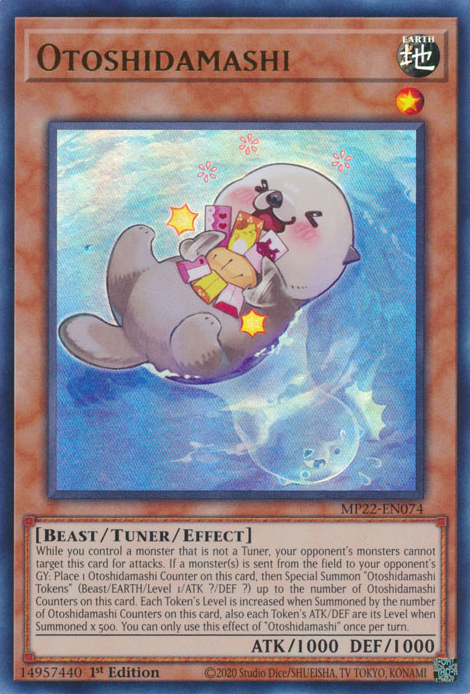 OTOSHIDAMASHI
EARTH
地
MP22-EN074
[BEAST/TUNER/EFFECT]
While you control a monster that is not a Tuner, your opponent's monsters cannot
target this card for attacks. If a monster(s) is sent from the field to your opponent's
GY: Place 1 Otoshidamashi Counter on this card, then Special Summon "Otoshidamashi
Tokens" (Beast/EARTH/Level 1/ATK ?/DEF ?) up to the number of Otoshidamashi
Counters on this card. Each Token's Level is increased when Summoned by the number
of Otoshidamashi Counters on this card, also each Token's ATK/DEF are its Level when
Summoned x 500. You can only use this effect of "Otoshidamashi" once per turn.
ATK/1000 DEF/1000
14957440 1st Edition ©2020 Studio Dice/SHUEISHA, TV TOKYO, KONAMI